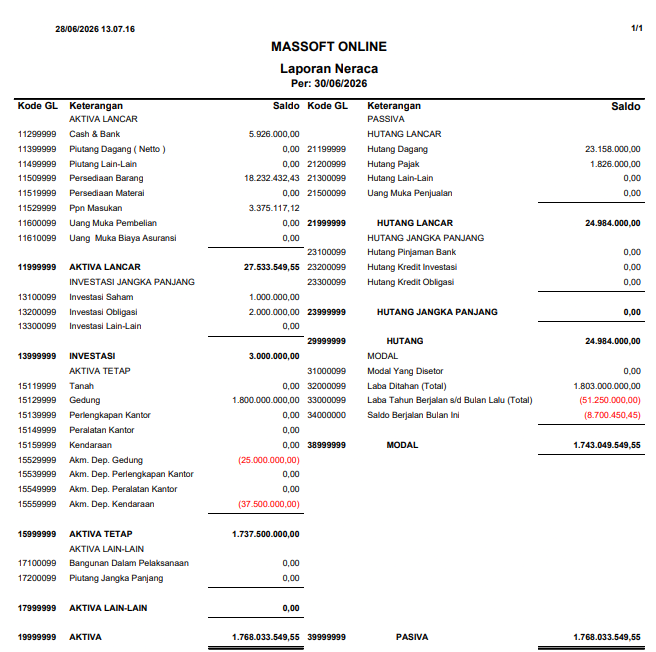 28/06/2026 13.07.16 1/1
MASSOFT ONLINE
Laporan Neraca
Per: 30/06/2026
Kode GL Keterangan Saldo Kode GL Keterangan Saldo
AKTIVA LANCAR PASSIVA
11299999 Cash & Bank 5.926.000,00 HUTANG LANCAR
11399999 Piutang Dagang ( Netto ) 0,00 21199999 Hutang Dagang 23.158.000,00
11499999 Piutang Lain-Lain 0,00 21200999 Hutang Pajak 1.826.000,00
11509999 Persediaan Barang 18.232.432,43 21300099 Hutang Lain-Lain 0,00
11519999 Persediaan Materai 0,00 21500099 Uang Muka Penjualan 0,00
11529999 Ppn Masukan 3.375.117,12
11600099 Uang Muka Pembelian 0,00 21999999 HUTANG LANCAR 24.984.000,00
11610099 Uang Muka Biaya Asuransi 0,00 HUTANG JANGKA PANJANG
23100099 Hutang Pinjaman Bank 0,00
11999999 AKTIVA LANCAR 27.533.549,55 23200099 Hutang Kredit Investasi 0,00
INVESTASI JANGKA PANJANG 23300099 Hutang Kredit Obligasi 0,00
13100099 Investasi Saham 1.000.000,00
13200099 Investasi Obligasi 2.000.000,00 23999999 HUTANG JANGKA PANJANG 0,00
13300099 Investasi Lain-Lain 0,00
29999999 HUTANG 24.984.000,00
13999999 INVESTASI 3.000.000,00 MODAL
AKTIVA TETAP 31000099 Modal Yang Disetor 0,00
15119999 Tanah 0,00 32000099 Laba Ditahan (Total) 1.803.000.000,00
15129999 Gedung 1.800.000.000,00 33000099 Laba Tahun Berjalan s/d Bulan Lalu (Total) (51.250.000,00)
15139999 Perlengkapan Kantor 0,00 34000000 Saldo Berjalan Bulan Ini (8.700.450,45)
15149999 Peralatan Kantor 0,00
15159999 Kendaraan 0,00 38999999 MODAL 1.743.049.549,55
15529999 Akm. Dep. Gedung (25.000.000,00)
15539999 Akm. Dep. Perlengkapan Kantor 0,00
15549999 Akm. Dep. Peralatan Kantor 0,00
15559999 Akm. Dep. Kendaraan (37.500.000,00)
15999999 AKTIVA TETAP 1.737.500.000,00
AKTIVA LAIN-LAIN
17100099 Bangunan Dalam Pelaksanaan 0,00
17200099 Piutang Jangka Panjang 0,00
17999999 AKTIVA LAIN-LAIN 0,00
19999999 AKTIVA 1.768.033.549,55 39999999 PASIVA 1.768.033.549,55